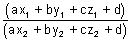 (ax₁ + by₁ + cz₁ + d)
(ax₂ + by₂ + cz₂ + d)